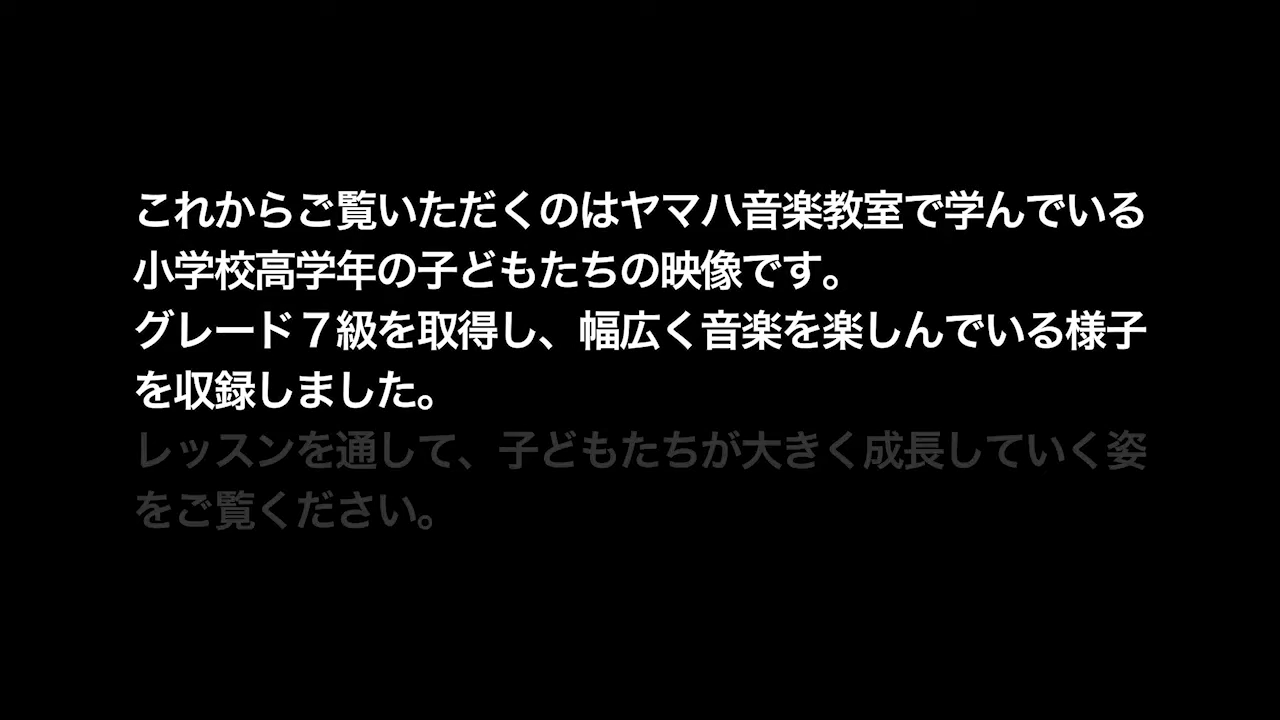 これからご覧いただくのはヤマハ音楽教室で学んでいる
小学校高学年の子どもたちの映像です。
グレード７級を取得し、幅広く音楽を楽しんでいる様子
を収録しました。
レッスンを通して、子どもたちが大きく成長していく姿
をご覧ください。